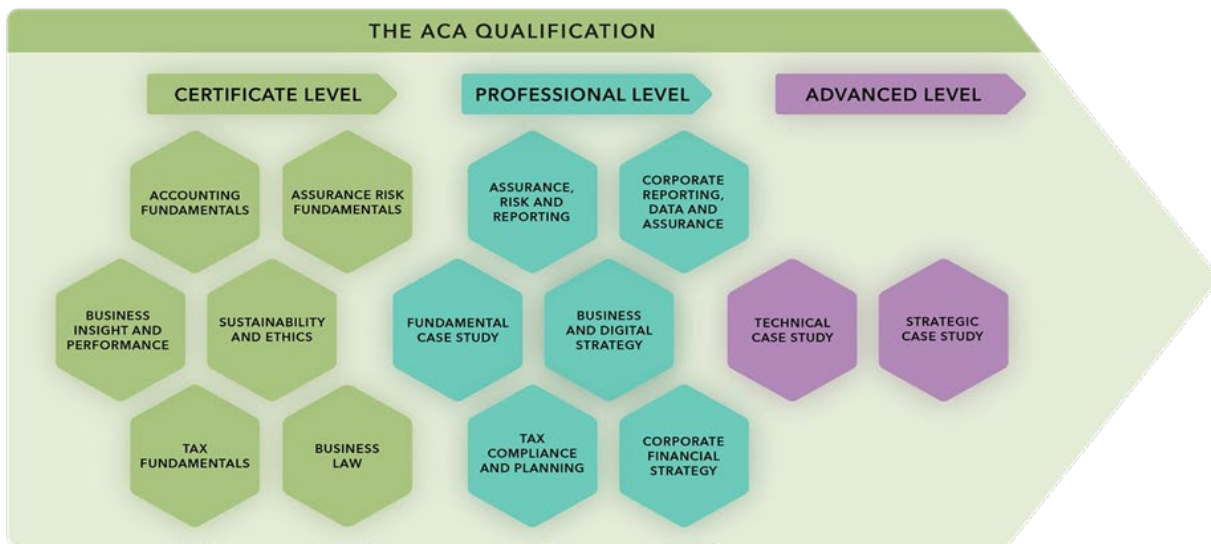 THE ACA QUALIFICATION
CERTIFICATE LEVEL
PROFESSIONAL LEVEL
ADVANCED LEVEL
ACCOUNTING
FUNDAMENTALS
ASSURANCE RISK
FUNDAMENTALS
ASSURANCE,
RISK AND
REPORTING
CORPORATE
REPORTING,
DATA AND
ASSURANCE
BUSINESS
INSIGHT AND
PERFORMANCE
SUSTAINABILITY
AND ETHICS
FUNDAMENTAL
CASE STUDY
BUSINESS
AND DIGITAL
STRATEGY
TECHNICAL
CASE STUDY
STRATEGIC
CASE STUDY
TAX
FUNDAMENTALS
BUSINESS
LAW
TAX
COMPLIANCE
AND PLANNING
CORPORATE
FINANCIAL
STRATEGY